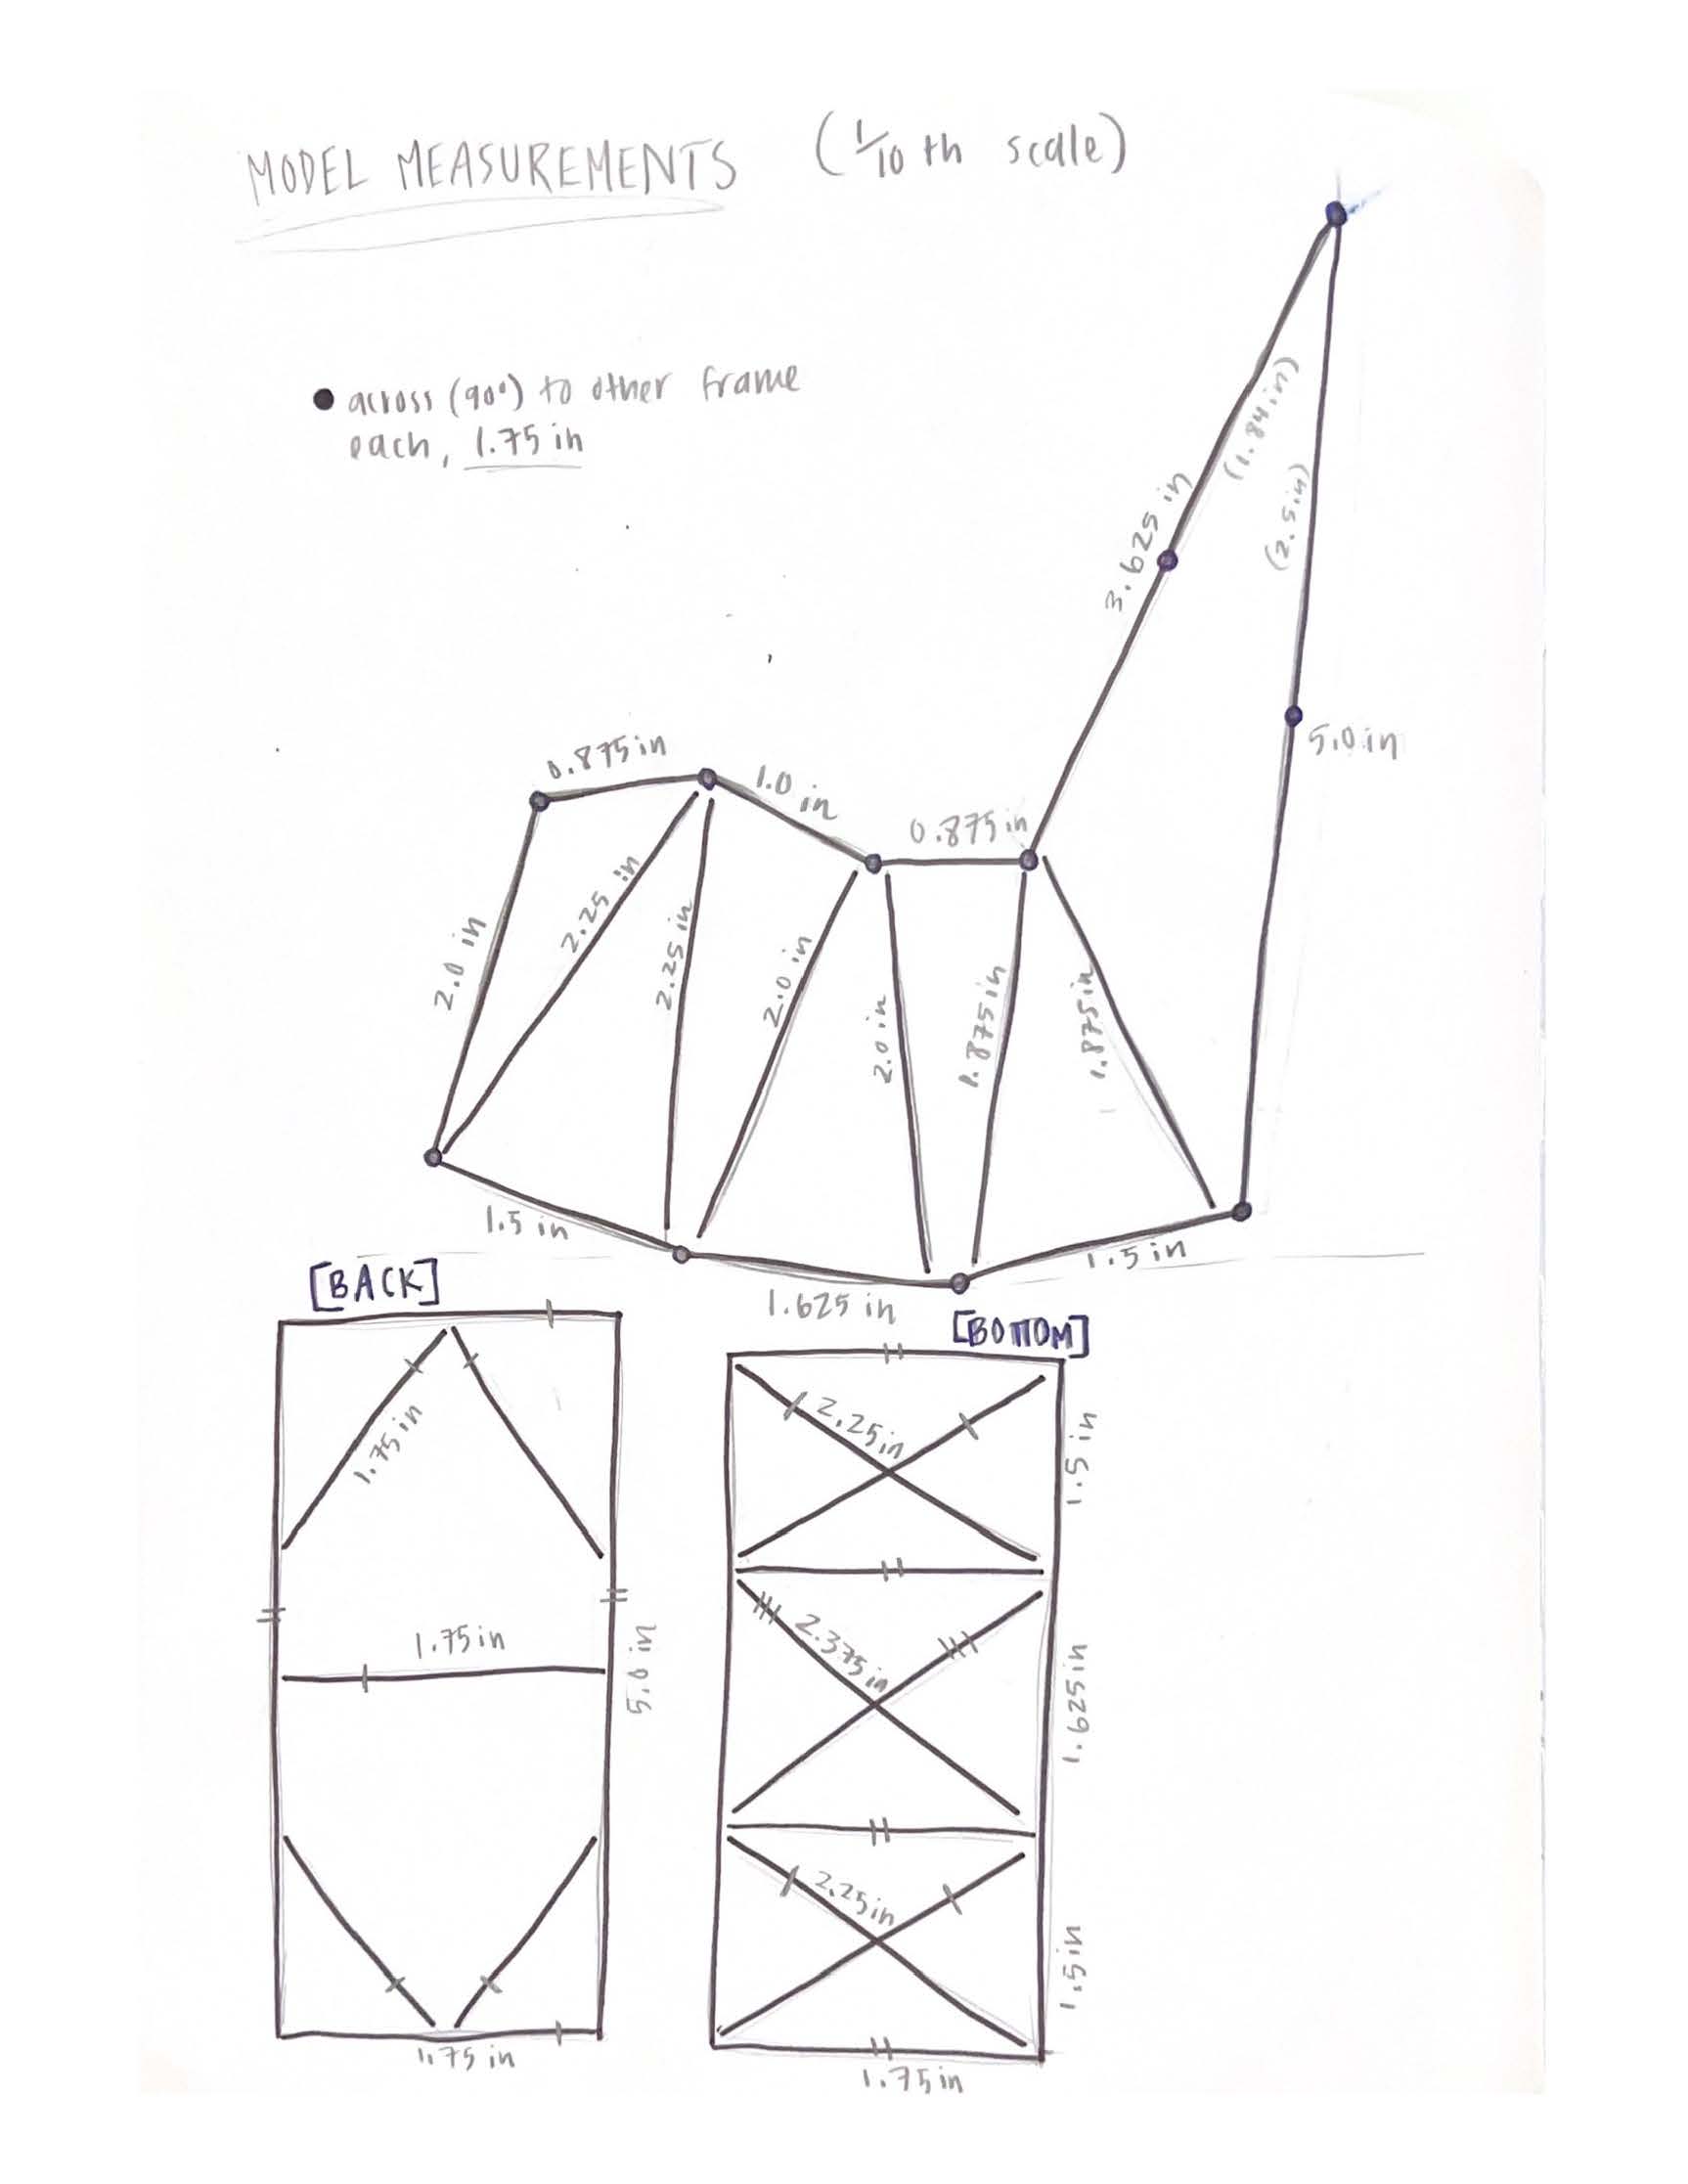 MODEL MEASUREMENTS (1/10 th scale)
● across (90°) to other frame
each, 1.75 in
(1.84 in)
3.625 in
(2.5 in)
5.0 in
0.875 in
1.0 in
0.875 in
2.0 in
2.25 in
2.25 in
2.0 in
2.0 in
1.875 in
1.875 in
1.5 in
1.625 in
1.5 in
[BACK]
1.75 in
1.75 in
5.0 in
1.75 in
[BOTTOM]
2.25 in
1.5 in
2.375 in
1.625 in
2.25 in
1.5 in
1.75 in